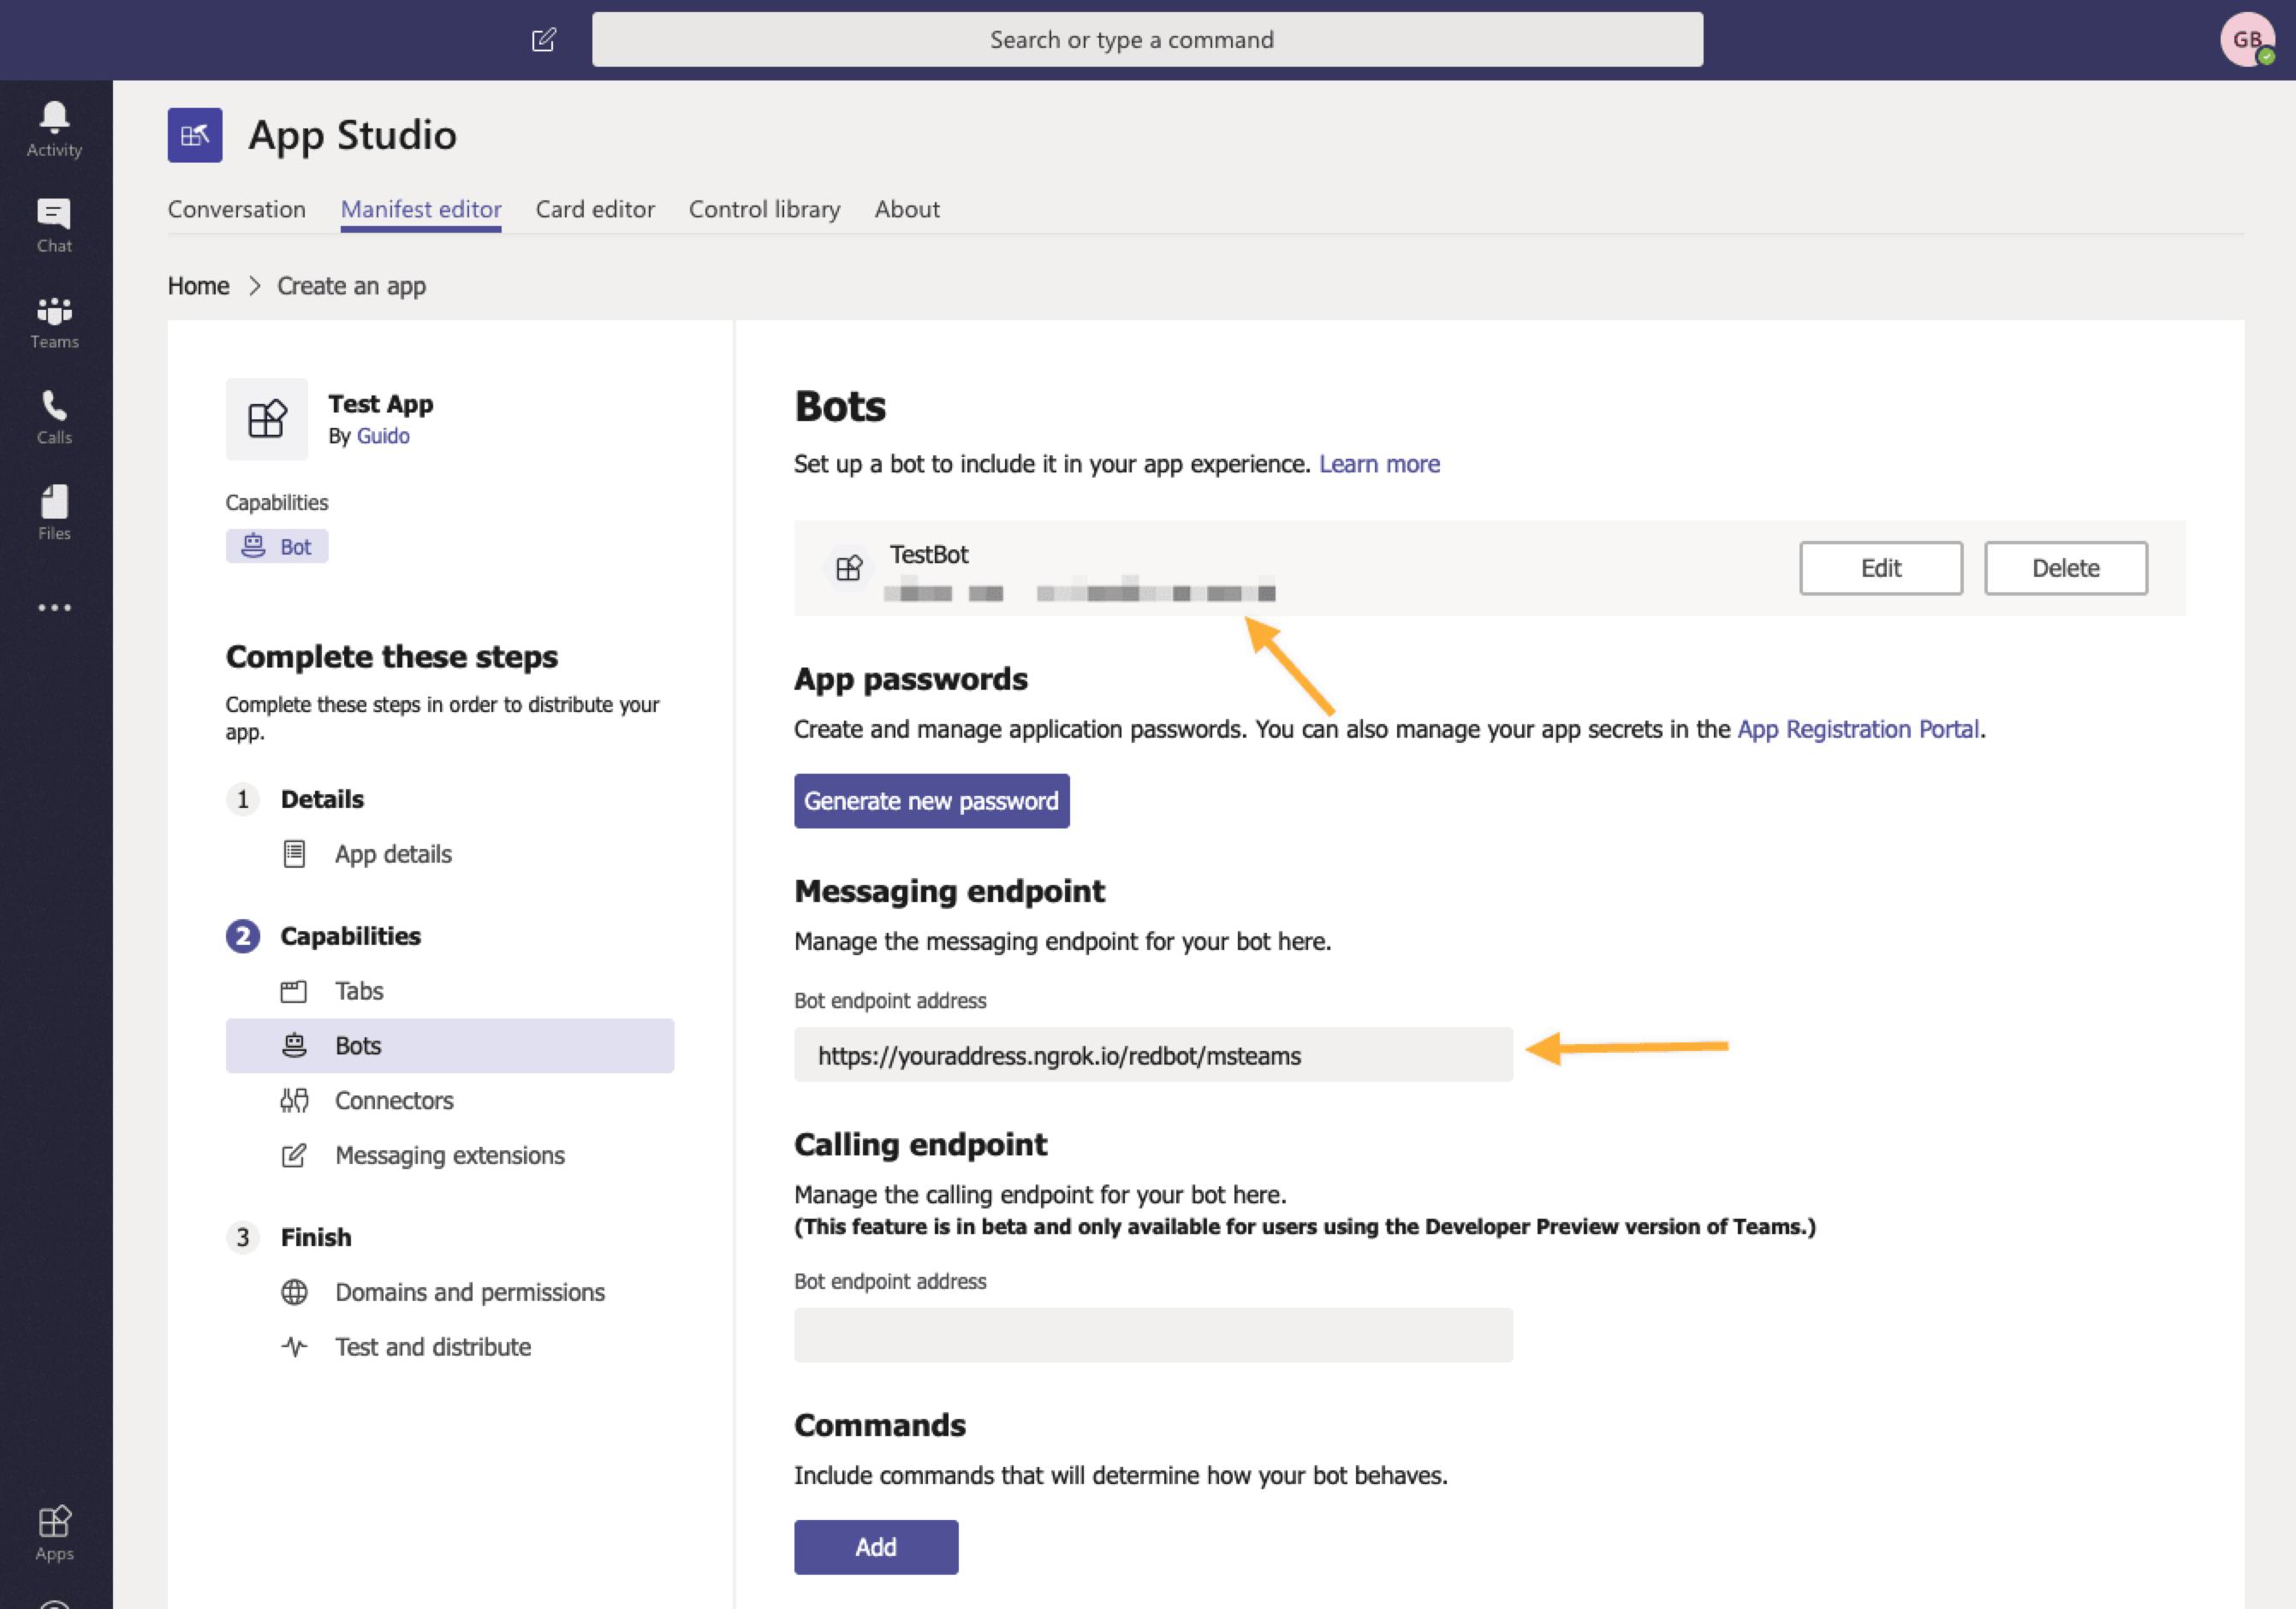 Search or type a command
GB
Activity
Chat
Teams
Calls
Files
Apps
App Studio
Conversation Manifest editor Card editor Control library About
Home > Create an app
Test App
By Guido
Capabilities
Bot
Complete these steps
Complete these steps in order to distribute your
app.
1 Details
App details
2 Capabilities
Tabs
Bots
Connectors
Messaging extensions
3 Finish
Domains and permissions
Test and distribute
Bots
Set up a bot to include it in your app experience. Learn more
TestBot
Edit Delete
App passwords
Create and manage application passwords. You can also manage your app secrets in the App Registration Portal.
Generate new password
Messaging endpoint
Manage the messaging endpoint for your bot here.
Bot endpoint address
https://youraddress.ngrok.io/redbot/msteams
Calling endpoint
Manage the calling endpoint for your bot here.
(This feature is in beta and only available for users using the Developer Preview version of Teams.)
Bot endpoint address
Commands
Include commands that will determine how your bot behaves.
Add